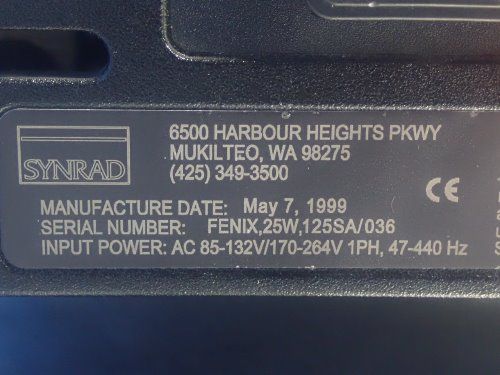 SYNRAD
6500 HARBOUR HEIGHTS PKWY
MUKILTEO, WA 98275
(425) 349-3500
CE
MANUFACTURE DATE: May 7, 1999
SERIAL NUMBER: FENIX,25W,125SA/036
INPUT POWER: AC 85-132V/170-264V 1PH, 47-440 Hz